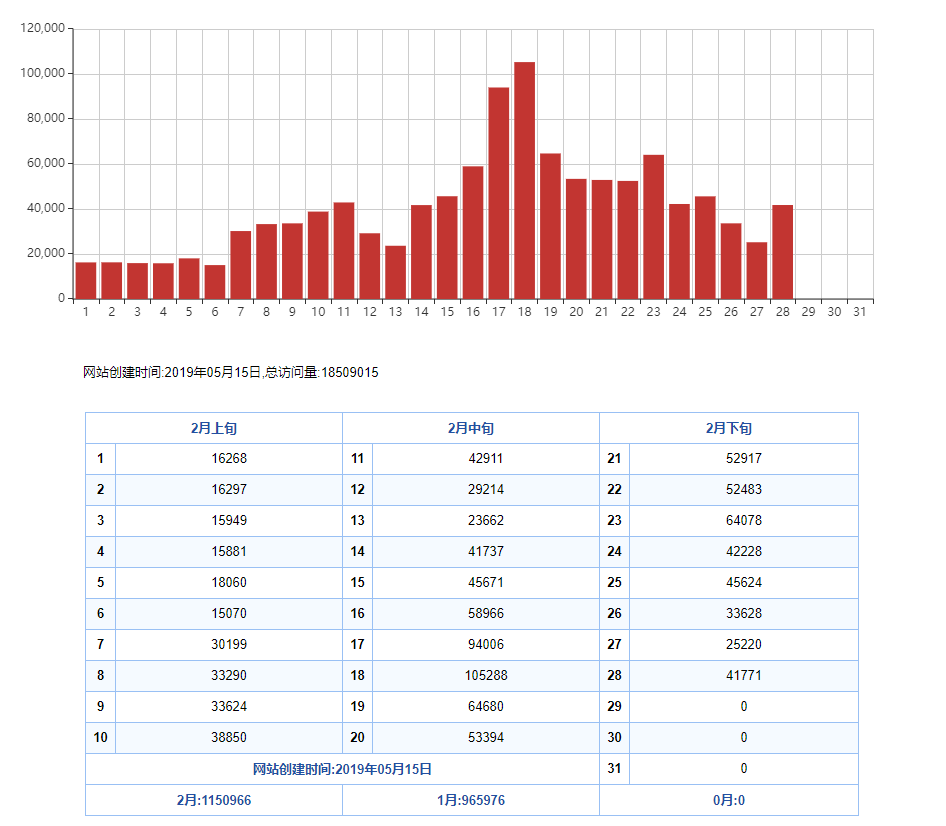 120,000
100,000
80,000
60,000
40,000
20,000
0
1 2 3 4 5 6 7 8 9 10 11 12 13 14 15 16 17 18 19 20 21 22 23 24 25 26 27 28 29 30 31
网站创建时间:2019年05月15日,总访问量:18509015
2月上旬 2月中旬 2月下旬
1 16268 11 42911 21 52917
2 16297 12 29214 22 52483
3 15949 13 23662 23 64078
4 15881 14 41737 24 42228
5 18060 15 45671 25 45624
6 15070 16 58966 26 33628
7 30199 17 94006 27 25220
8 33290 18 105288 28 41771
9 33624 19 64680 29 0
10 38850 20 53394 30 0
网站创建时间:2019年05月15日 31 0
2月:1150966 1月:965976 0月:0